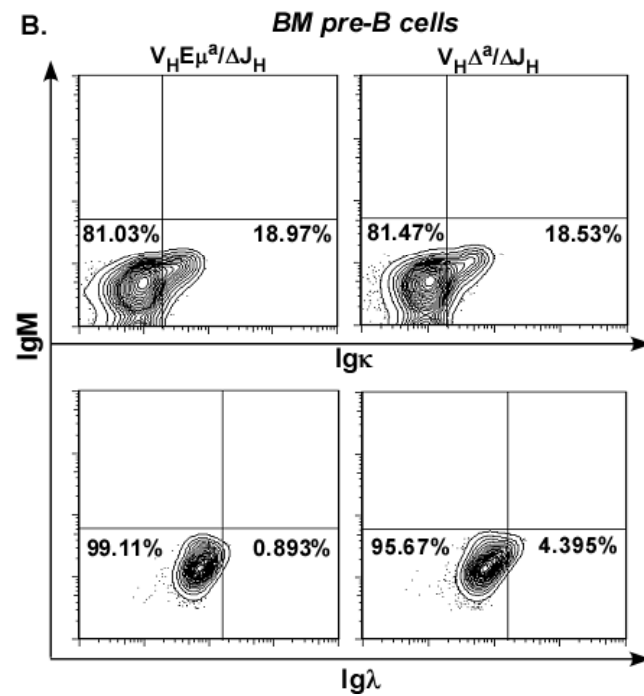 B. BM pre-B cells
VHEμᵃ/ΔJH VHΔᵃ/ΔJH
81.03% 18.97% 81.47% 18.53%
IgM
Igκ
99.11% 0.893% 95.67% 4.395%
Igλ